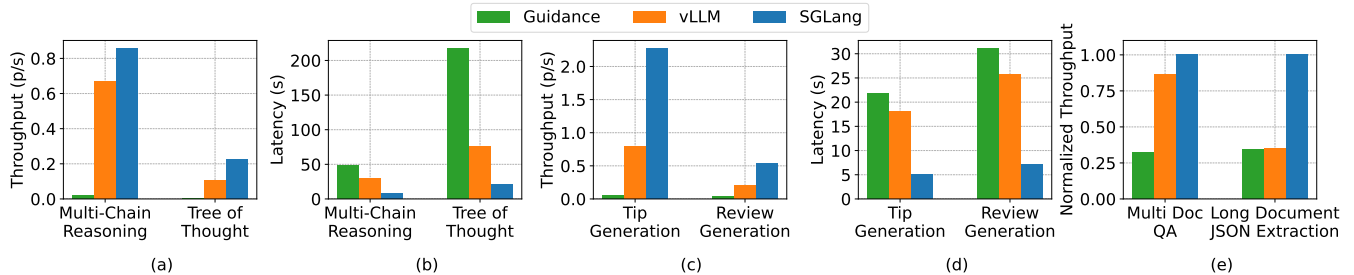 Guidance vLLM SGLang
Throughput (p/s)
0.8
0.6
0.4
0.2
0.0
Multi-Chain Reasoning
Tree of Thought
(a)
Latency (s)
200
150
100
50
0
Multi-Chain Reasoning
Tree of Thought
(b)
Throughput (p/s)
2.0
1.5
1.0
0.5
0.0
Tip Generation
Review Generation
(c)
Latency (s)
30
25
20
15
10
5
0
Tip Generation
Review Generation
(d)
Normalized Throughput
1.00
0.75
0.50
0.25
0.00
Multi Doc QA
Long Document JSON Extraction
(e)